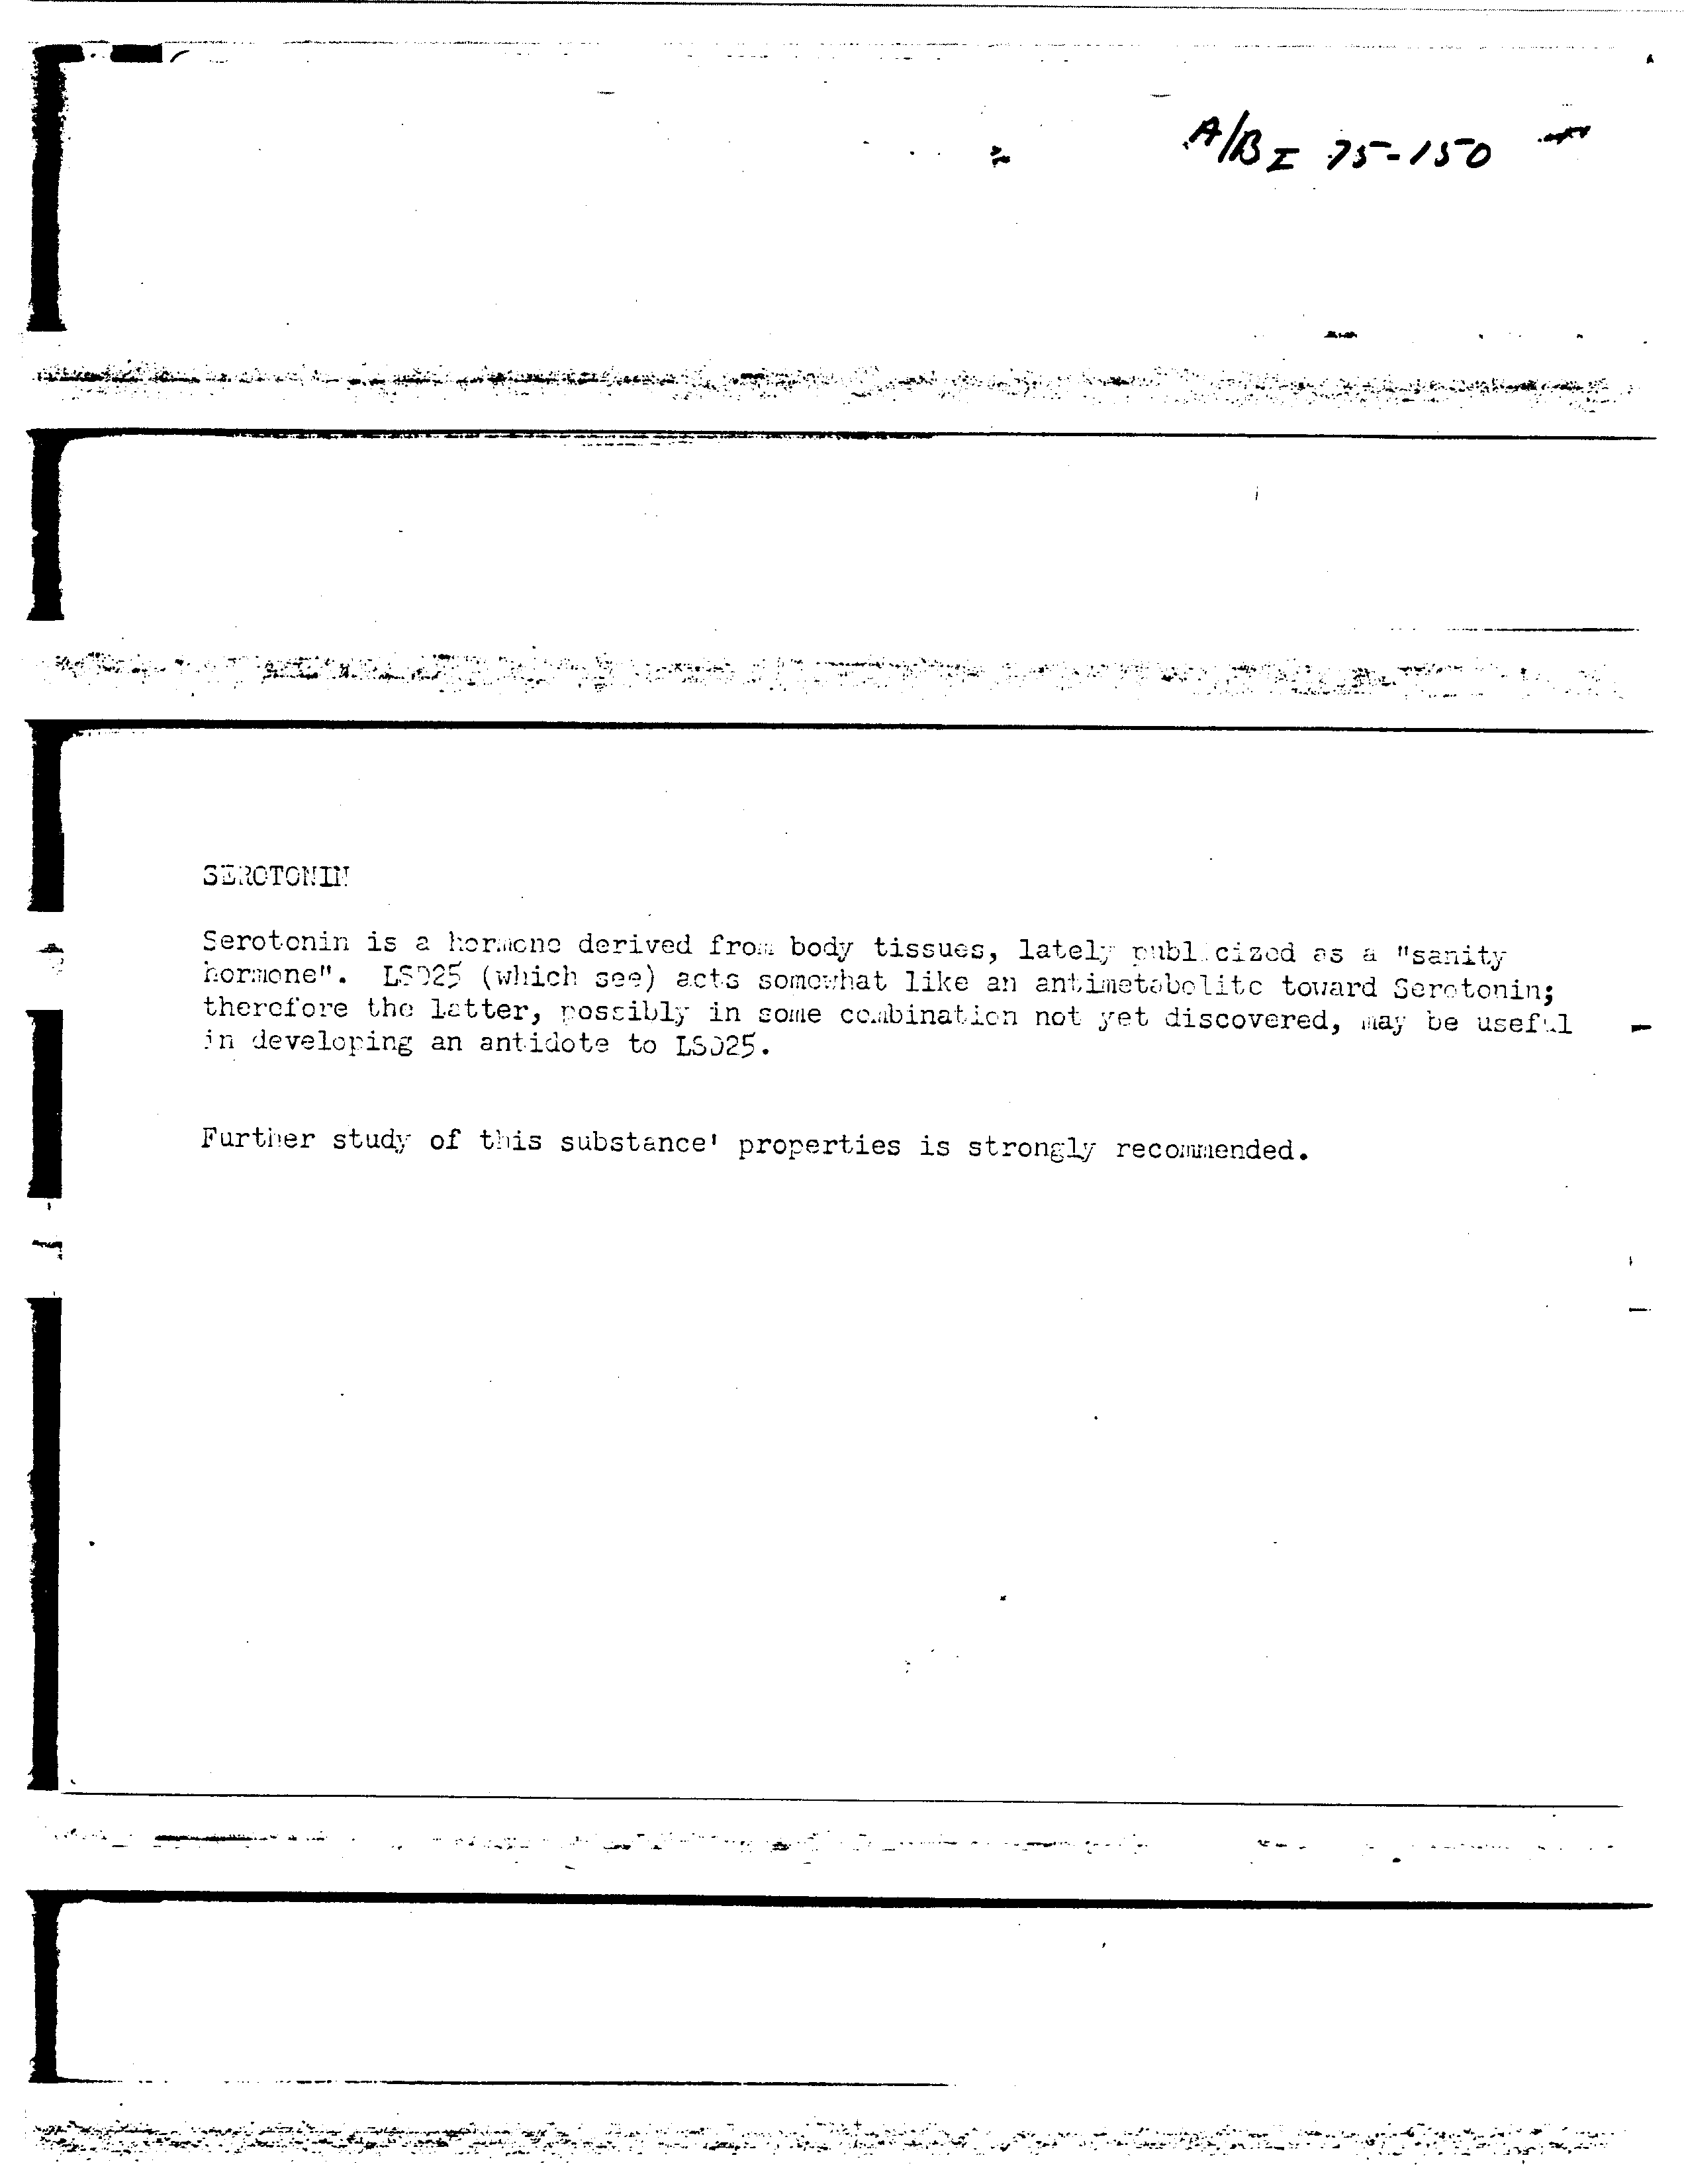 A/B I 75-150
SEROTONIN
Serotonin is a hormone derived from body tissues, lately publicized as a "sanity
hormone". LSD25 (which see) acts somewhat like an antimetabolite toward Serotonin;
therefore the latter, possibly in some combination not yet discovered, may be useful
in developing an antidote to LSD25.
Further study of this substance' properties is strongly recommended.